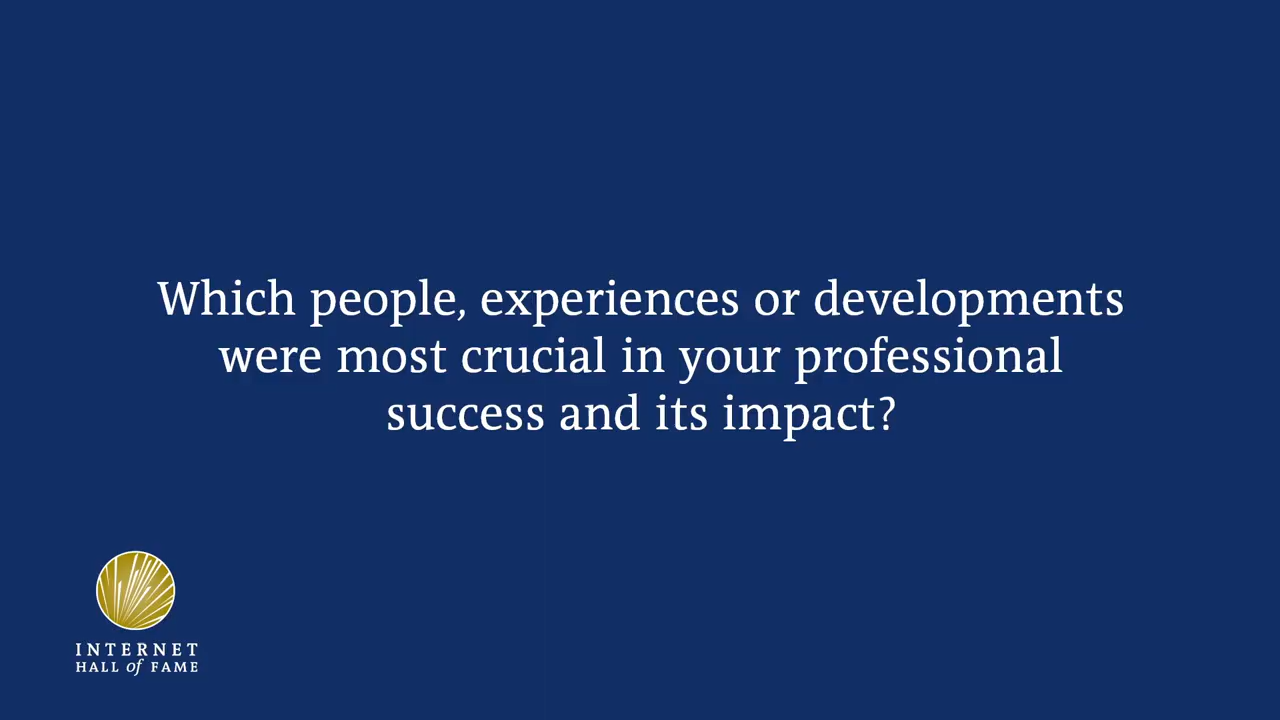 Which people, experiences or developments
were most crucial in your professional
success and its impact?
INTERNET
HALL of FAME